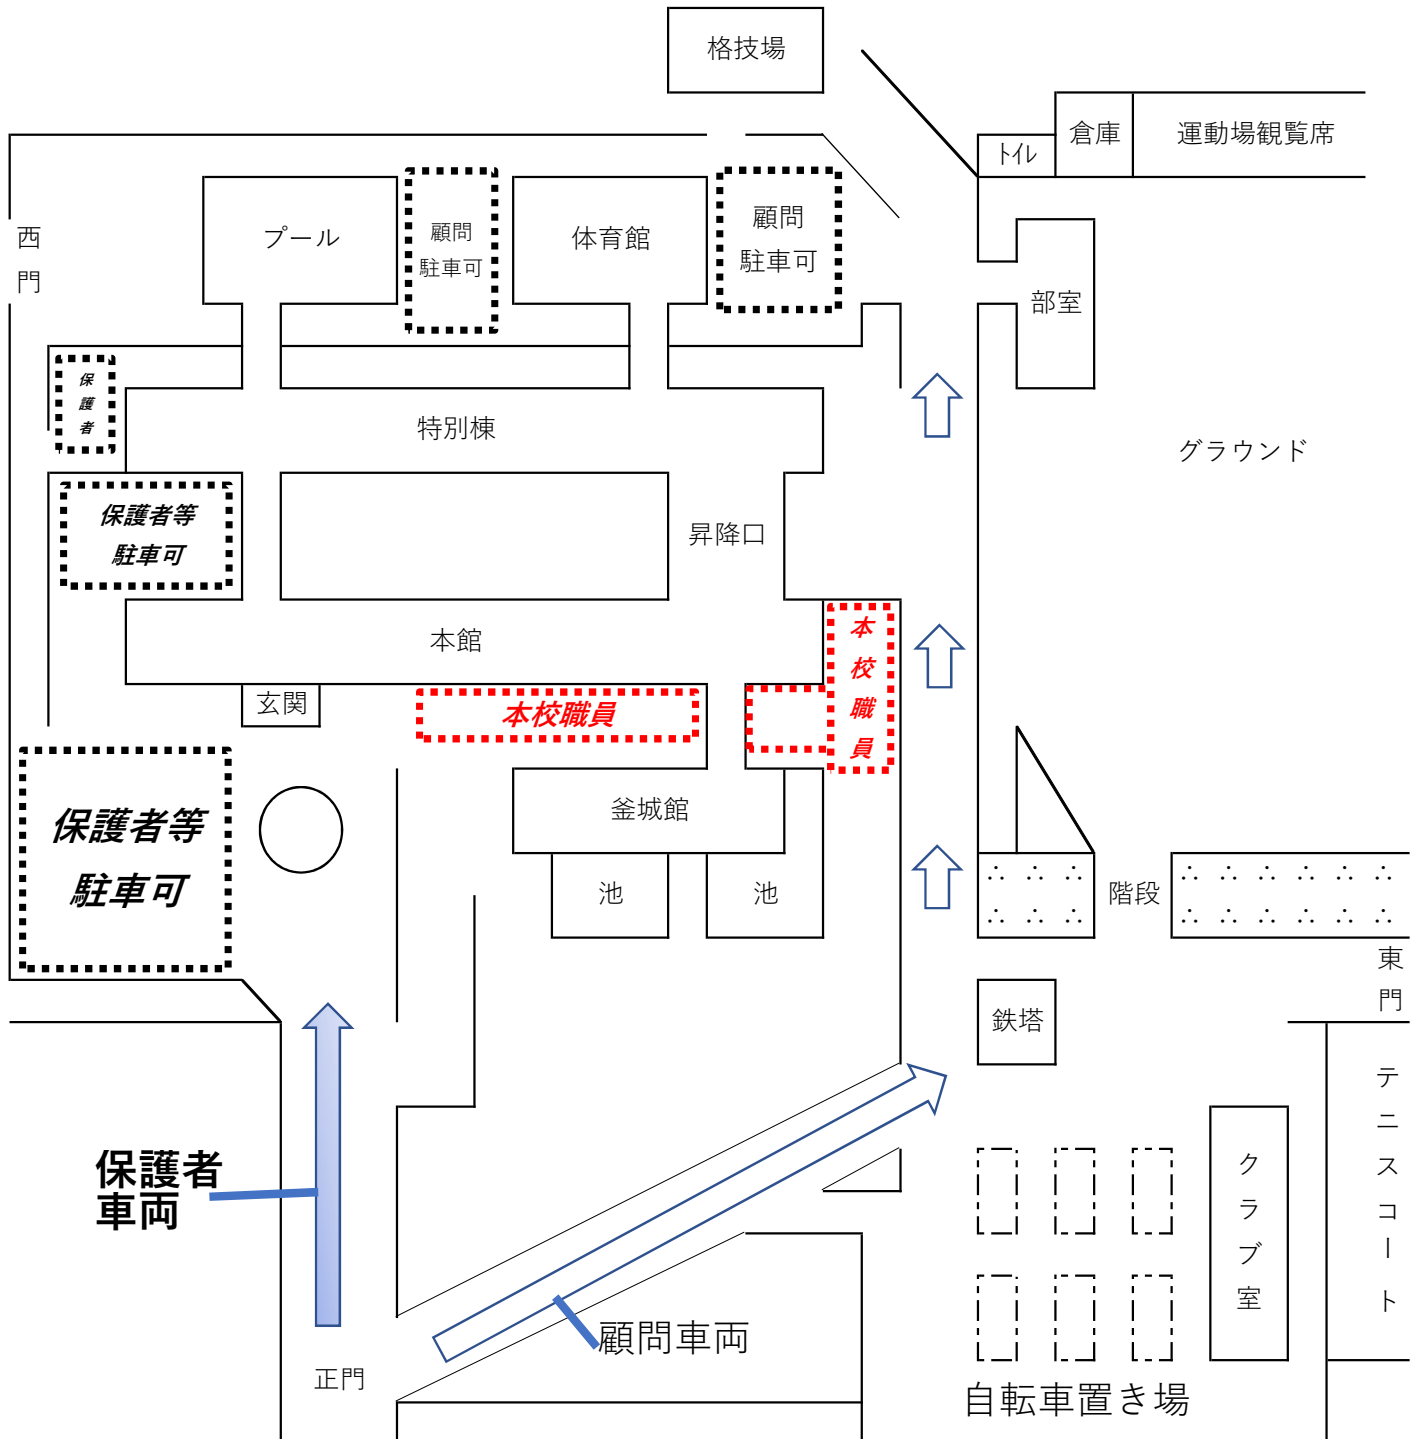 格技場
倉庫
運動場観覧席
トイレ
西
門
プール
顧問
駐車可
体育館
顧問
駐車可
部室
保
護
者
特別棟
グラウンド
保護者等
駐車可
昇降口
本館
本
校
職
員
玄関
本校職員
保護者等
駐車可
釜城館
池
池
階段
東
門
鉄塔
テニスコート
保護者
車両
クラブ室
顧問車両
正門
自転車置き場